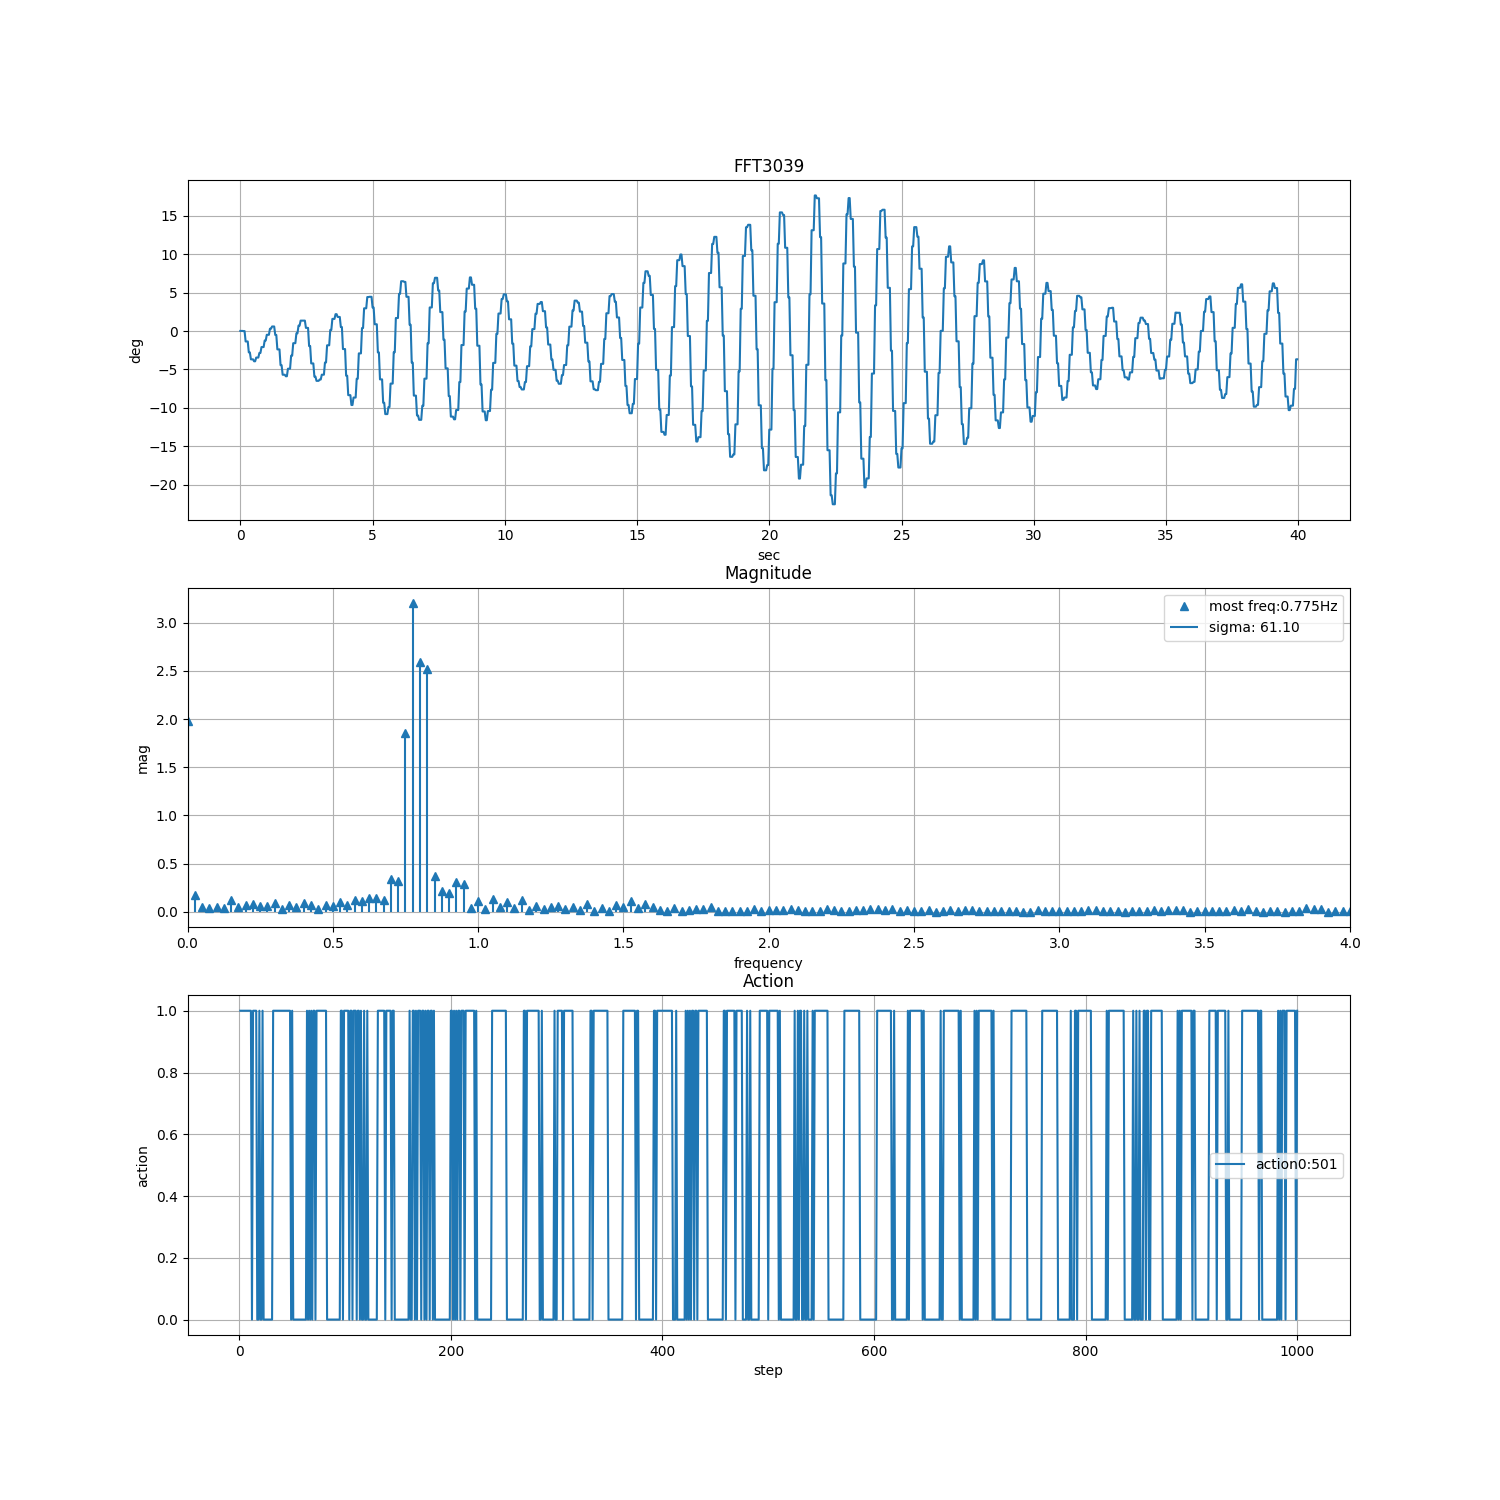 FFT3039
15
10
5
0
−5
−10
−15
−20
deg
0 5 10 15 20 25 30 35 40
sec
Magnitude
3.0
2.5
2.0
1.5
1.0
0.5
0.0
mag
most freq:0.775Hz
sigma: 61.10
0.0 0.5 1.0 1.5 2.0 2.5 3.0 3.5 4.0
frequency
Action
1.0
0.8
0.6
0.4
0.2
0.0
action
action0:501
0 200 400 600 800 1000
step